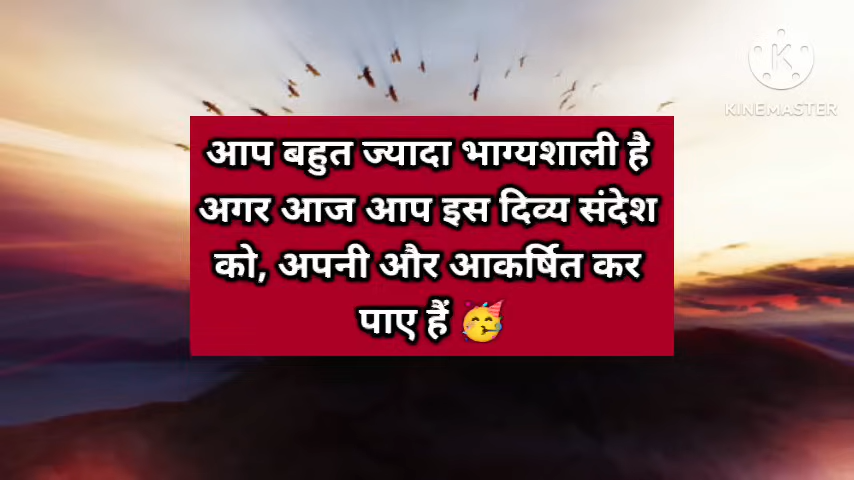 आप बहुत ज्यादा भाग्यशाली है
अगर आज आप इस दिव्य संदेश
को, अपनी और आकर्षित कर
पाए हैं 🥳
K
KINEMASTER